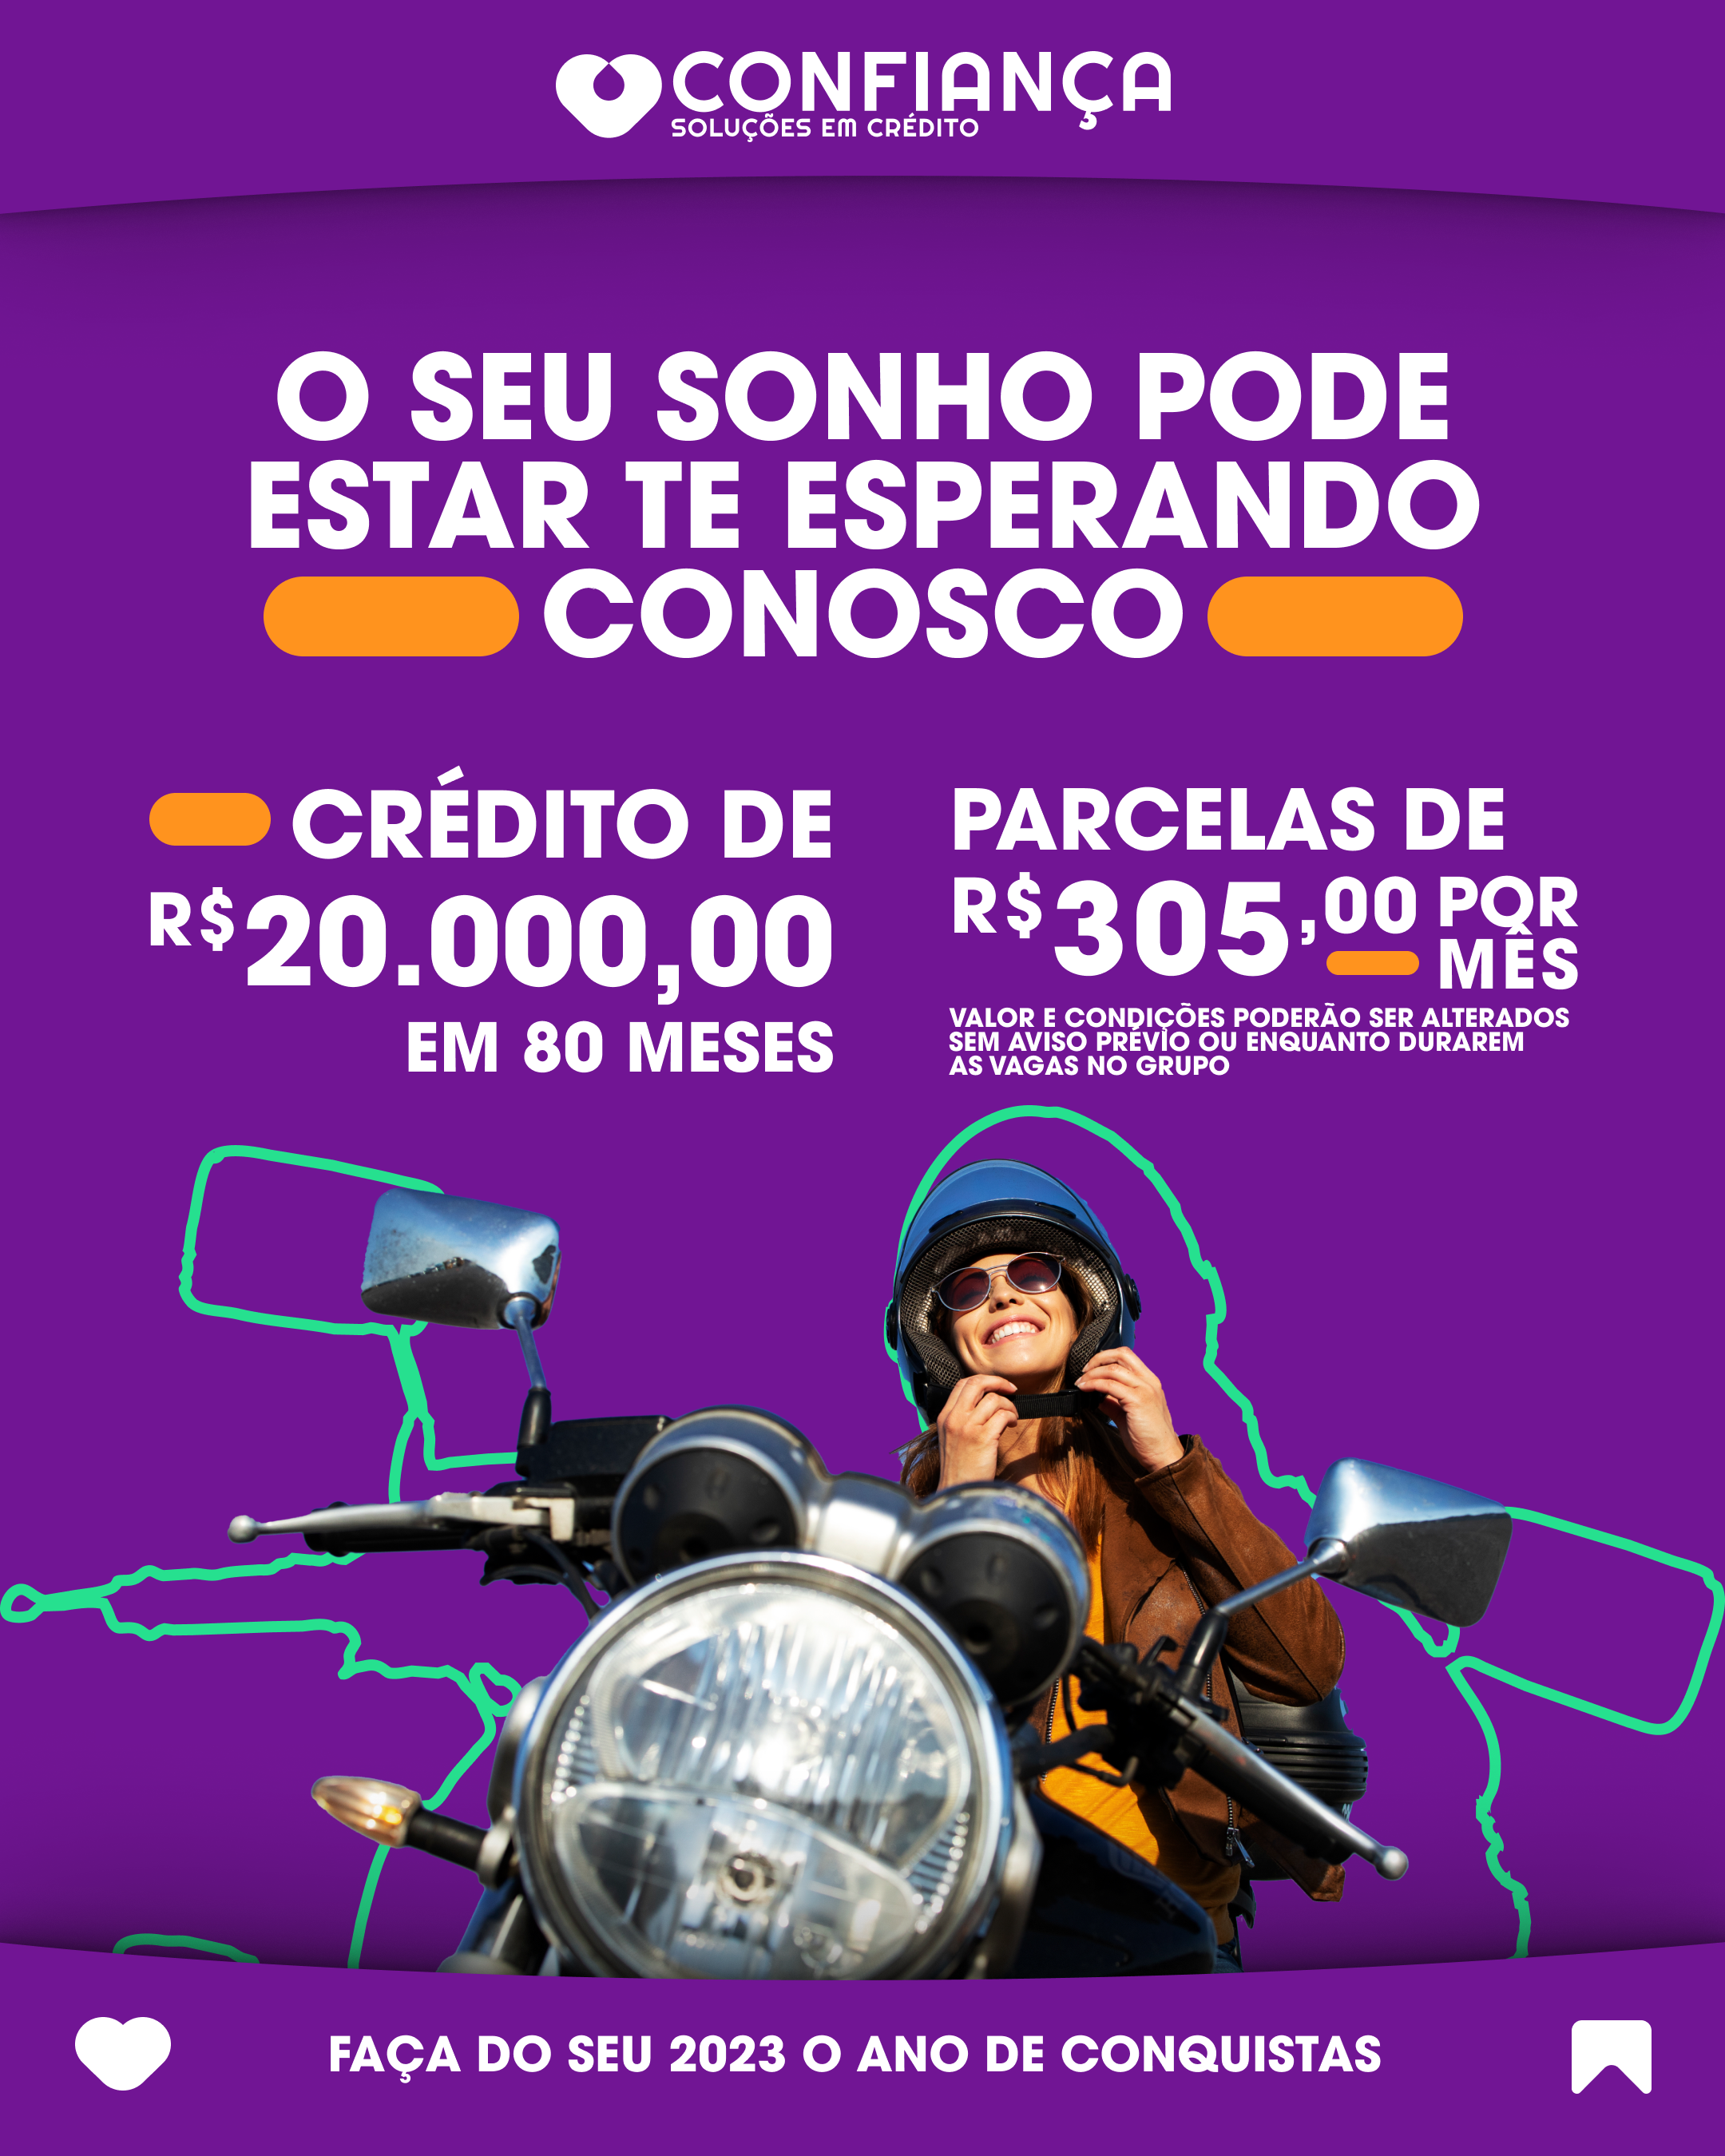 CONFIANÇA
SOLUÇÕES EM CRÉDITO
O SEU SONHO PODE
ESTAR TE ESPERANDO
CONOSCO
CRÉDITO DE
R$20.000,00
EM 80 MESES
PARCELAS DE
R$305,00 POR
MÊS
VALOR E CONDIÇÕES PODERÃO SER ALTERADOS
SEM AVISO PRÉVIO OU ENQUANTO DURAREM
AS VAGAS NO GRUPO
FAÇA DO SEU 2023 O ANO DE CONQUISTAS